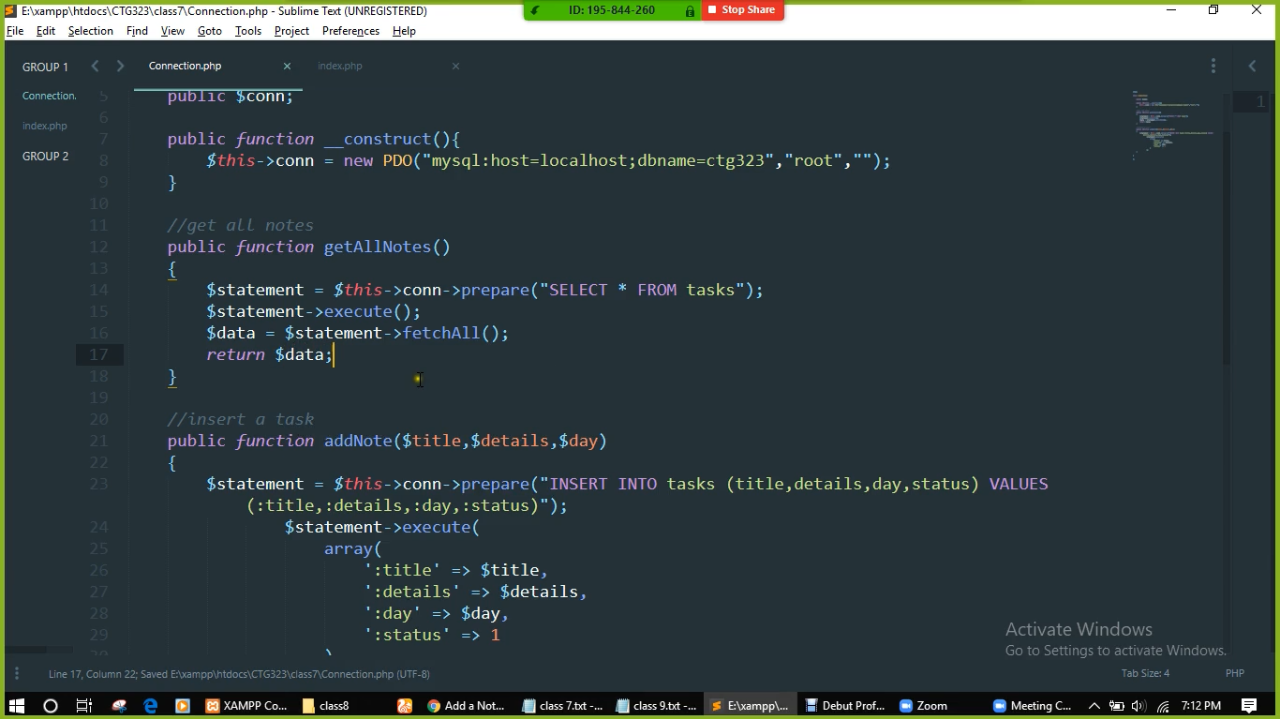 E:\xampp\htdocs\CTG323\class7\Connection.php - Sublime Text (UNREGISTERED)
ID: 195-844-260
Stop Share
File Edit Selection Find View Goto Tools Project Preferences Help
GROUP 1
Connection.php
index.php
Connection.
index.php
GROUP 2
1
5 public $conn;
6
7 public function __construct(){
8 $this->conn = new PDO("mysql:host=localhost;dbname=ctg323","root","");
9 }
10
11 //get all notes
12 public function getAllNotes()
13 {
14 $statement = $this->conn->prepare("SELECT * FROM tasks");
15 $statement->execute();
16 $data = $statement->fetchAll();
17 return $data;
18 }
19
20 //insert a task
21 public function addNote($title,$details,$day)
22 {
23 $statement = $this->conn->prepare("INSERT INTO tasks (title,details,day,status) VALUES
(:title,:details,:day,:status)");
24 $statement->execute(
25 array(
26 ':title' => $title,
27 ':details' => $details,
28 ':day' => $day,
29 ':status' => 1
)
Activate Windows
Go to Settings to activate Windows.
Line 17, Column 22; Saved E:\xampp\htdocs\CTG323\class7\Connection.php (UTF-8)
Tab Size: 4
PHP
XAMPP Co...
class8
Add a Note...
class 7.txt -...
class 9.txt -...
E:\xampp\...
Debut Prof...
Zoom
Meeting C...
7:12 PM